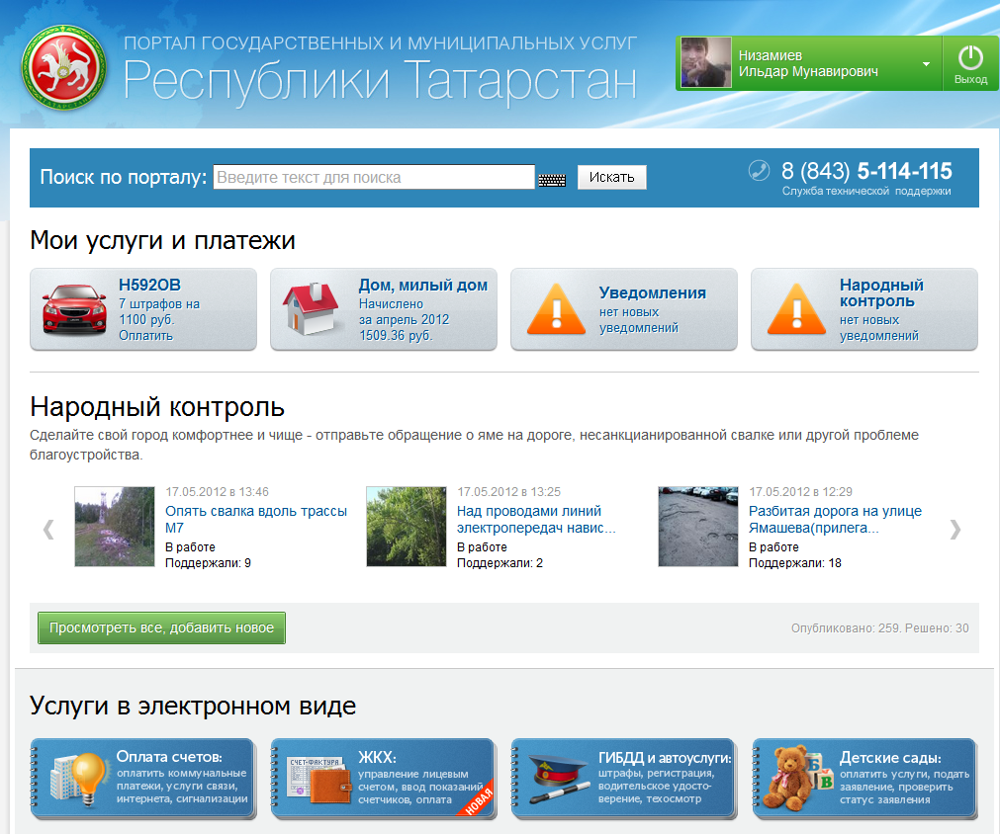 ПОРТАЛ ГОСУДАРСТВЕННЫХ И МУНИЦИПАЛЬНЫХ УСЛУГ
Республики Татарстан
ТАТАРСТАН
Низамиев
Ильдар Мунавирович
Выход
Поиск по порталу:
Введите текст для поиска
Искать
8 (843) 5-114-115
Служба технической поддержки
Мои услуги и платежи
Н592ОВ
7 штрафов на
1100 руб.
Оплатить
Дом, милый дом
Начислено
за апрель 2012
1509.36 руб.
Уведомления
нет новых
уведомлений
Народный
контроль
нет новых
уведомлений
Народный контроль
Сделайте свой город комфортнее и чище - отправьте обращение о яме на дороге, несанкцианированной свалке или другой проблеме
благоустройства.
17.05.2012 в 13:46
Опять свалка вдоль трассы
М7
В работе
Поддержали: 9
17.05.2012 в 13:25
Над проводами линий
электропередач навис...
В работе
Поддержали: 2
17.05.2012 в 12:29
Разбитая дорога на улице
Ямашева(прилега...
В работе
Поддержали: 18
Просмотреть все, добавить новое
Опубликовано: 259. Решено: 30
Услуги в электронном виде
Оплата счетов:
оплатить коммунальные
платежи, услуги связи,
интернета, сигнализации
СЧЕТ-ФАКТУРА
ЖКХ:
управление лицевым
счетом, ввод показаний
счетчиков, оплата
НОВАЯ
ГИБДД и автоуслуги:
штрафы, регистрация,
водительское удосто-
верение, техосмотр
Б
В
Детские сады:
оплатить услуги, подать
заявление, проверить
статус заявления